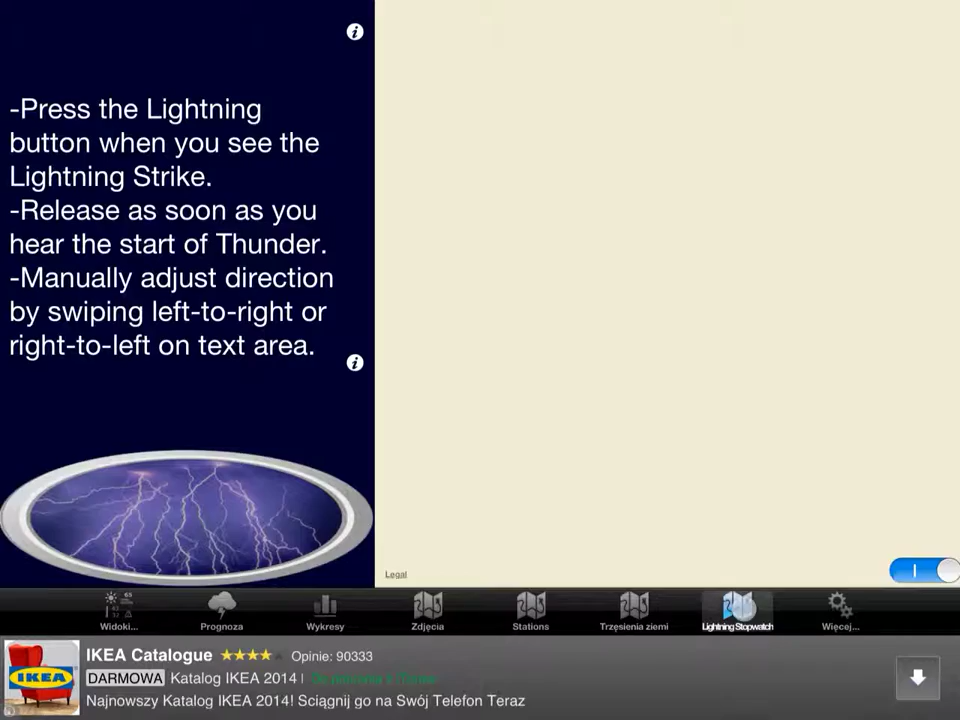 -Press the Lightning
button when you see the
Lightning Strike.
-Release as soon as you
hear the start of Thunder.
-Manually adjust direction
by swiping left-to-right or
right-to-left on text area.
Legal
Widoki...
Prognoza
Wykresy
Zdjęcia
Stations
Trzęsienia ziemi
Lightning Stopwatch
Więcej...
IKEA
IKEA Catalogue
Opinie: 90333
DARMOWA Katalog IKEA 2014 |
Najnowszy Katalog IKEA 2014! Sciągnij go na Swój Telefon Teraz